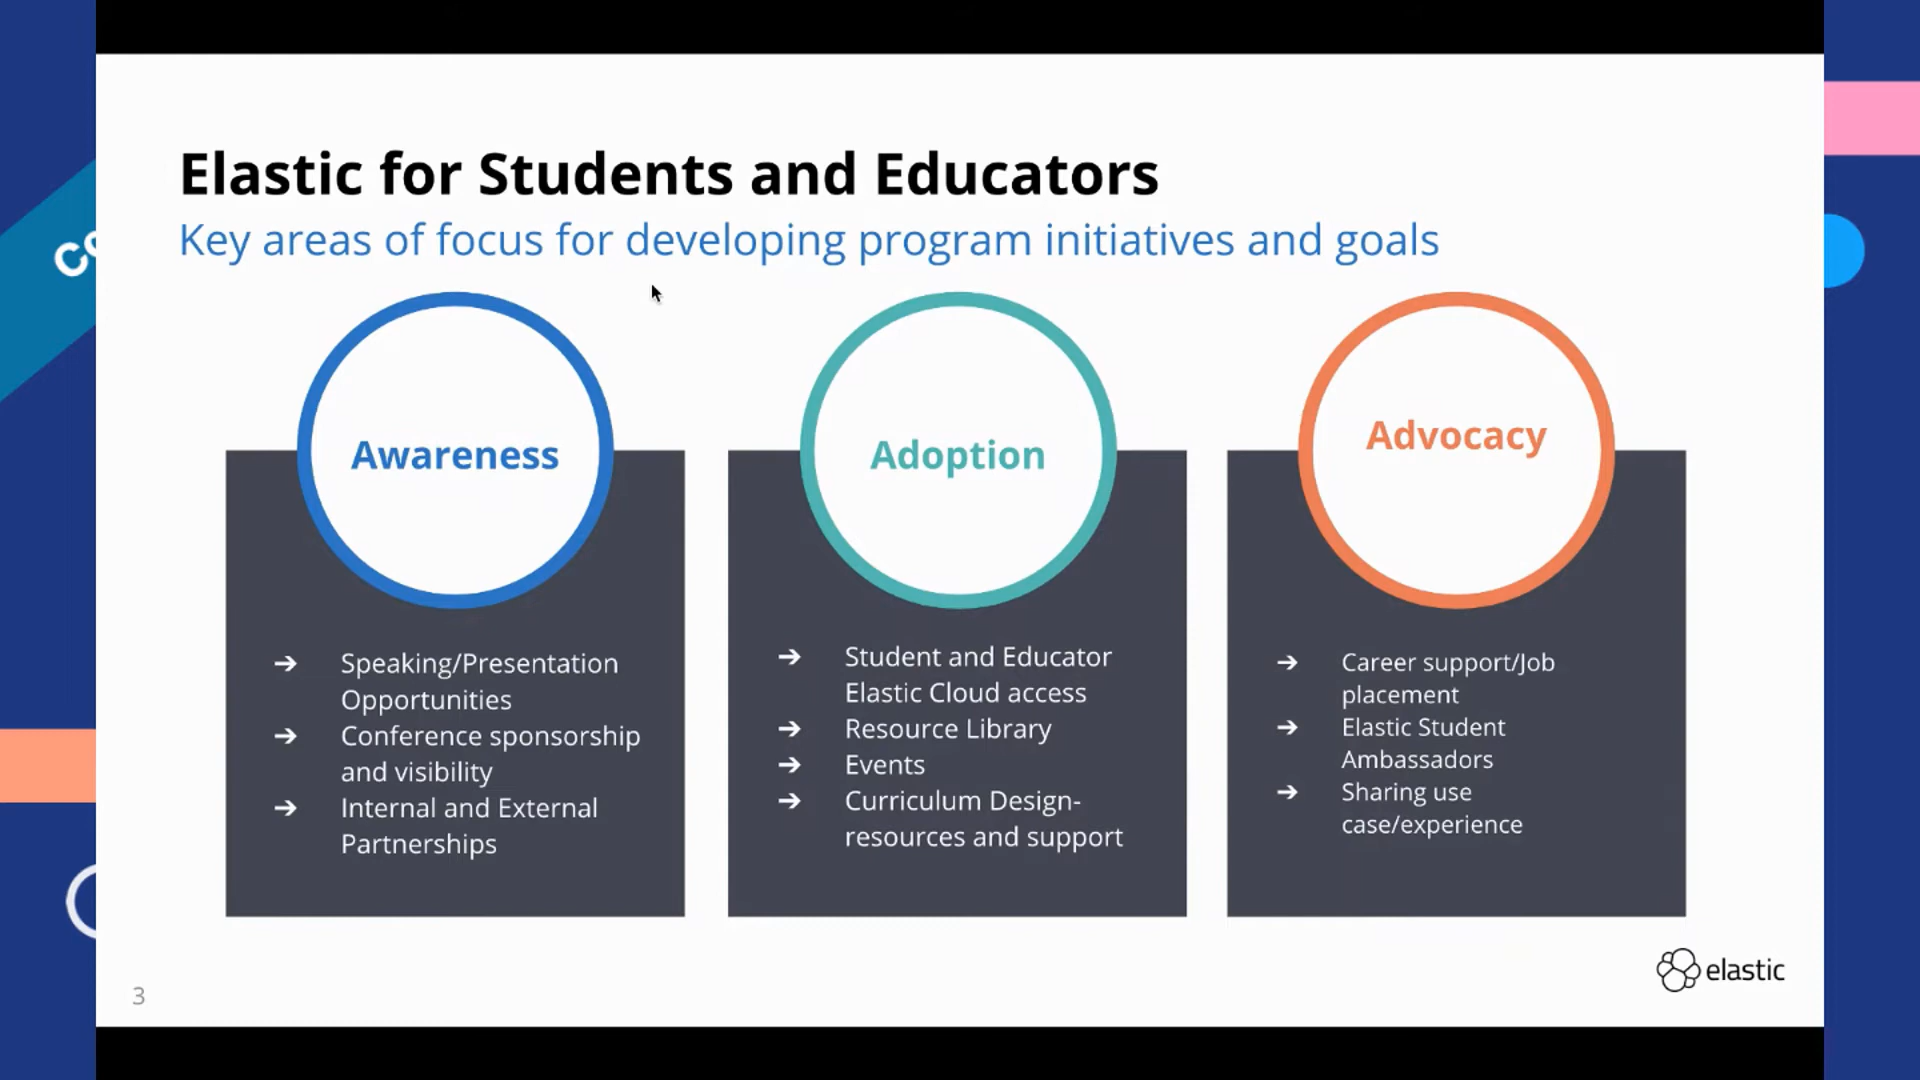 Elastic for Students and Educators
Key areas of focus for developing program initiatives and goals
Awareness
➔ Speaking/Presentation
Opportunities
➔ Conference sponsorship
and visibility
➔ Internal and External
Partnerships
Adoption
➔ Student and Educator
Elastic Cloud access
➔ Resource Library
➔ Events
➔ Curriculum Design-
resources and support
Advocacy
➔ Career support/Job
placement
➔ Elastic Student
Ambassadors
➔ Sharing use
case/experience
3
elastic